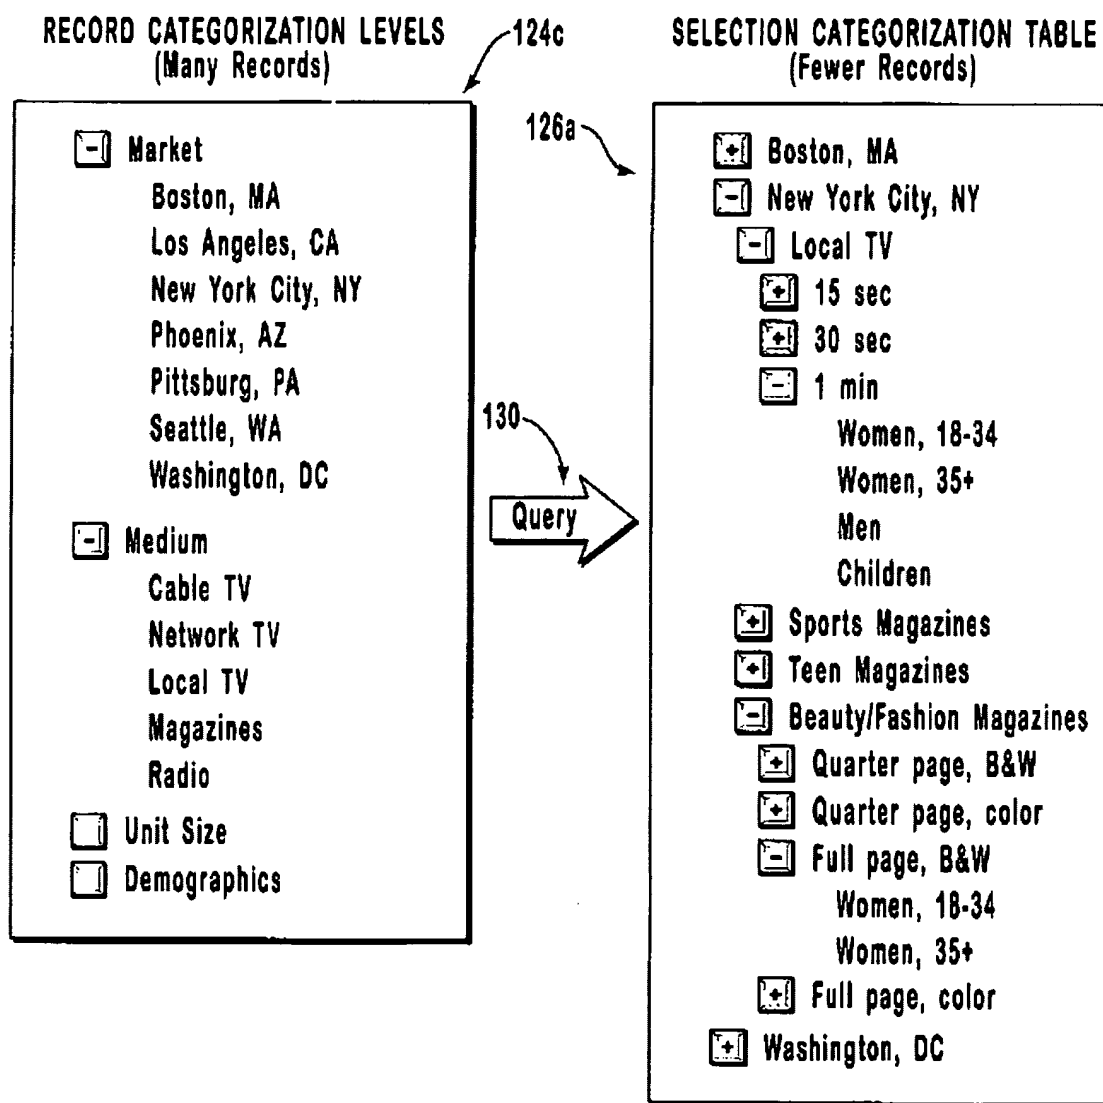 RECORD CATEGORIZATION LEVELS
(Many Records)
124c
- Market
Boston, MA
Los Angeles, CA
New York City, NY
Phoenix, AZ
Pittsburg, PA
Seattle, WA
Washington, DC
- Medium
Cable TV
Network TV
Local TV
Magazines
Radio
Unit Size
Demographics
130
Query
SELECTION CATEGORIZATION TABLE
(Fewer Records)
126a
+ Boston, MA
- New York City, NY
- Local TV
+ 15 sec
+ 30 sec
- 1 min
Women, 18-34
Women, 35+
Men
Children
+ Sports Magazines
+ Teen Magazines
- Beauty/Fashion Magazines
+ Quarter page, B&W
+ Quarter page, color
- Full page, B&W
Women, 18-34
Women, 35+
+ Full page, color
+ Washington, DC